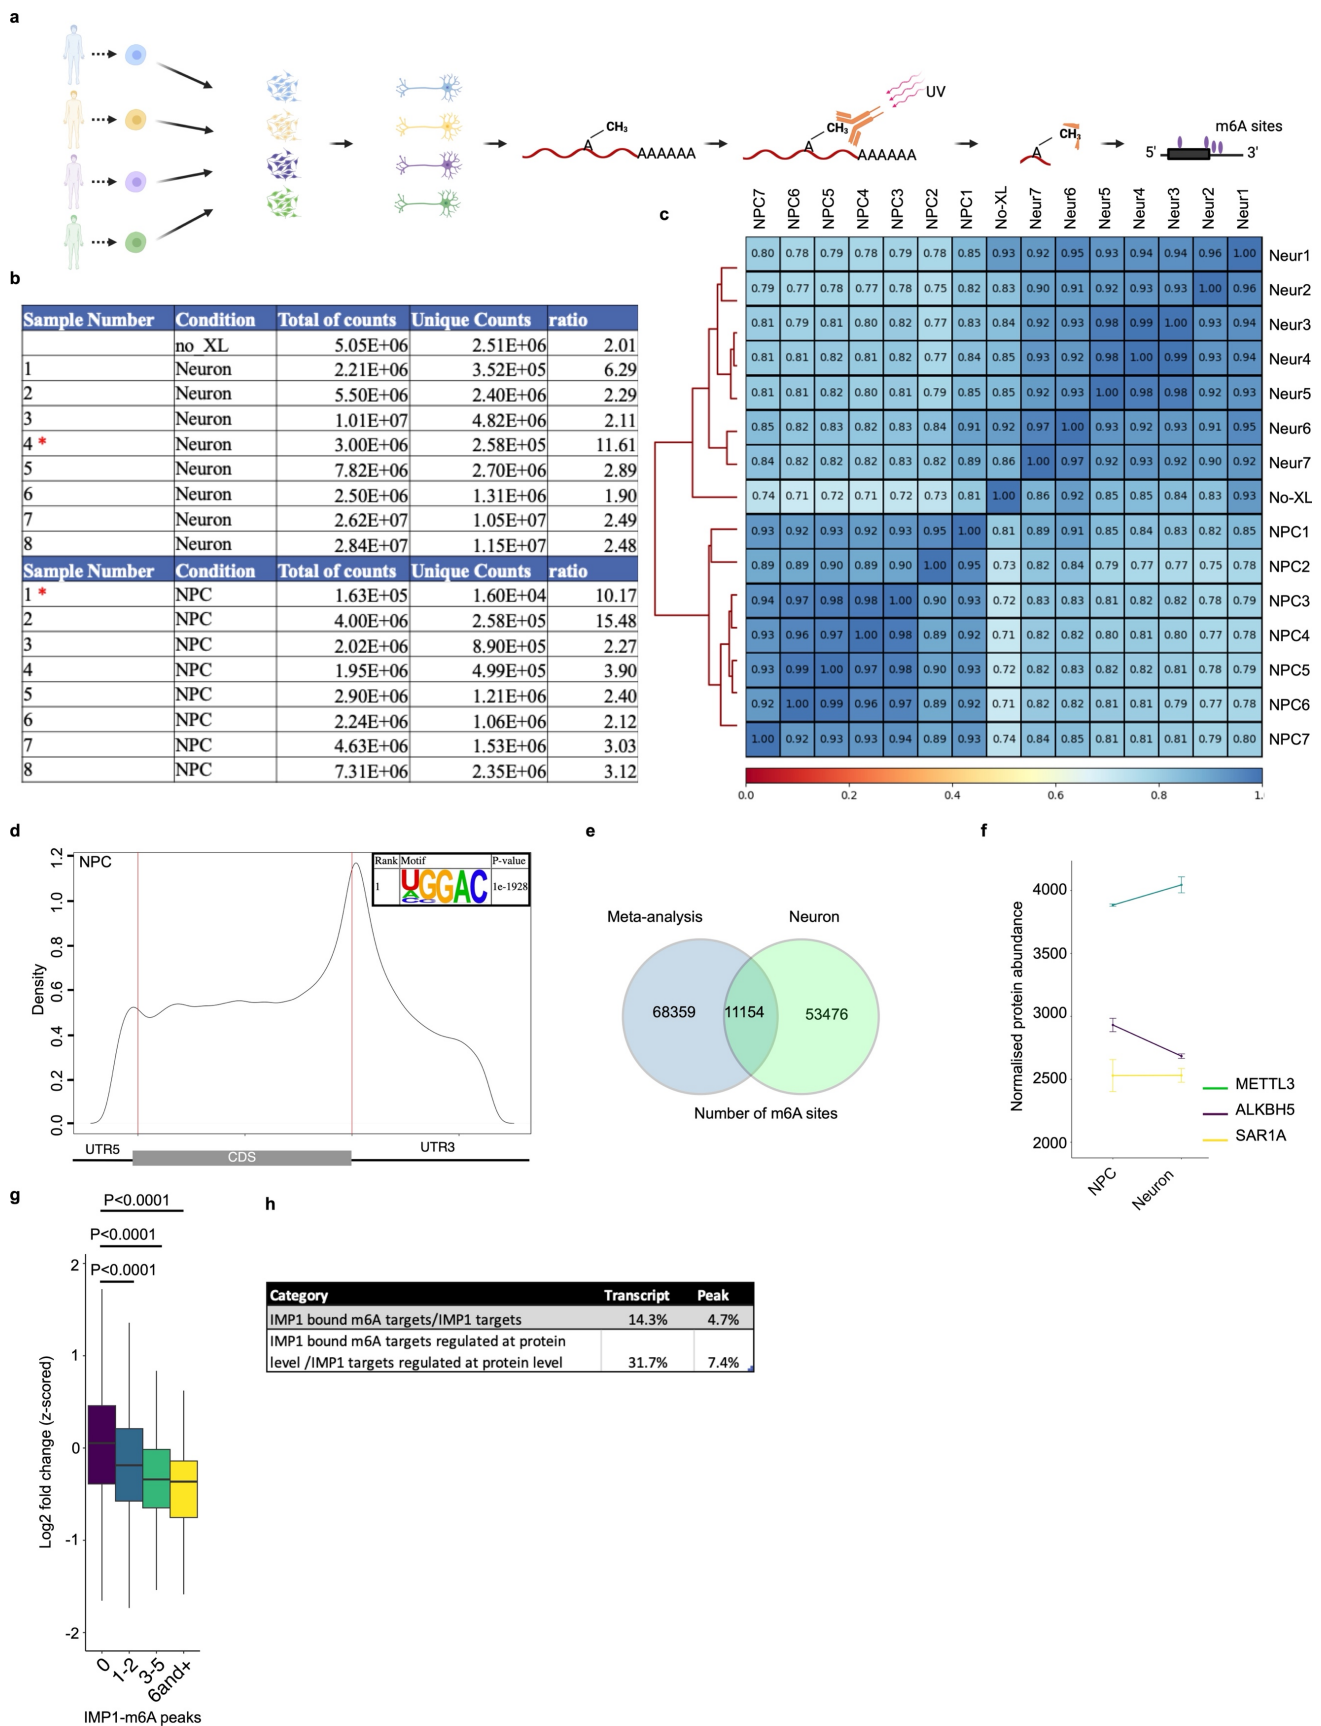 a
UV
CH3
A
AAAAAA
CH3
A
AAAAAA
CH3
A
m6A sites
5' 3'
b
Sample Number Condition Total of counts Unique Counts ratio
no_XL 5.05E+06 2.51E+06 2.01
1 Neuron 2.21E+06 3.52E+05 6.29
2 Neuron 5.50E+06 2.40E+06 2.29
3 Neuron 1.01E+07 4.82E+06 2.11
4 * Neuron 3.00E+06 2.58E+05 11.61
5 Neuron 7.82E+06 2.70E+06 2.89
6 Neuron 2.50E+06 1.31E+06 1.90
7 Neuron 2.62E+07 1.05E+07 2.49
8 Neuron 2.84E+07 1.15E+07 2.48
Sample Number Condition Total of counts Unique Counts ratio
1 * NPC 1.63E+05 1.60E+04 10.17
2 NPC 4.00E+06 2.58E+05 15.48
3 NPC 2.02E+06 8.90E+05 2.27
4 NPC 1.95E+06 4.99E+05 3.90
5 NPC 2.90E+06 1.21E+06 2.40
6 NPC 2.24E+06 1.06E+06 2.12
7 NPC 4.63E+06 1.53E+06 3.03
8 NPC 7.31E+06 2.35E+06 3.12
c
NPC7 NPC6 NPC5 NPC4 NPC3 NPC2 NPC1 No-XL Neur7 Neur6 Neur5 Neur4 Neur3 Neur2 Neur1
0.80 0.78 0.79 0.78 0.79 0.78 0.85 0.93 0.92 0.95 0.93 0.94 0.94 0.96 1.00 Neur1
0.79 0.77 0.78 0.77 0.78 0.75 0.82 0.83 0.90 0.91 0.92 0.93 0.93 1.00 0.96 Neur2
0.81 0.79 0.81 0.80 0.82 0.77 0.83 0.84 0.92 0.93 0.98 0.99 1.00 0.93 0.94 Neur3
0.81 0.81 0.82 0.81 0.82 0.77 0.84 0.85 0.93 0.92 0.98 1.00 0.99 0.93 0.94 Neur4
0.81 0.81 0.82 0.80 0.81 0.79 0.85 0.85 0.92 0.93 1.00 0.98 0.98 0.92 0.93 Neur5
0.85 0.82 0.83 0.82 0.83 0.84 0.91 0.92 0.97 1.00 0.93 0.92 0.93 0.91 0.95 Neur6
0.84 0.82 0.82 0.82 0.83 0.82 0.89 0.86 1.00 0.97 0.92 0.93 0.92 0.90 0.92 Neur7
0.74 0.71 0.72 0.71 0.72 0.73 0.81 1.00 0.86 0.92 0.85 0.85 0.84 0.83 0.93 No-XL
0.93 0.92 0.93 0.92 0.93 0.95 1.00 0.81 0.89 0.91 0.85 0.84 0.83 0.82 0.85 NPC1
0.89 0.89 0.90 0.89 0.90 1.00 0.95 0.73 0.82 0.84 0.79 0.77 0.77 0.75 0.78 NPC2
0.94 0.97 0.98 0.98 1.00 0.90 0.93 0.72 0.83 0.83 0.81 0.82 0.82 0.78 0.79 NPC3
0.93 0.96 0.97 1.00 0.98 0.89 0.92 0.71 0.82 0.82 0.80 0.81 0.80 0.77 0.78 NPC4
0.93 0.99 1.00 0.97 0.98 0.90 0.93 0.72 0.82 0.83 0.82 0.82 0.81 0.78 0.79 NPC5
0.92 1.00 0.99 0.96 0.97 0.89 0.92 0.71 0.82 0.82 0.81 0.81 0.79 0.77 0.78 NPC6
1.00 0.92 0.93 0.93 0.94 0.89 0.93 0.74 0.84 0.85 0.81 0.81 0.81 0.79 0.80 NPC7
0.0 0.2 0.4 0.6 0.8 1.
d
NPC
Rank Motif P-value
1 UGGAC 1e-1928
Density
1.2
1.0
0.8
0.6
0.4
0.2
0.0
UTR5 CDS UTR3
e
Meta-analysis Neuron
68359 11154 53476
Number of m6A sites
f
Normalised protein abundance
4000
3500
3000
2500
2000
NPC Neuron
METTL3
ALKBH5
SAR1A
g
P<0.0001
P<0.0001
P<0.0001
Log2 fold change (z-scored)
2
1
0
-1
-2
0 1-2 3-5 6and+
IMP1-m6A peaks
h
Category Transcript Peak
IMP1 bound m6A targets/IMP1 targets 14.3% 4.7%
IMP1 bound m6A targets regulated at protein
level /IMP1 targets regulated at protein level 31.7% 7.4%